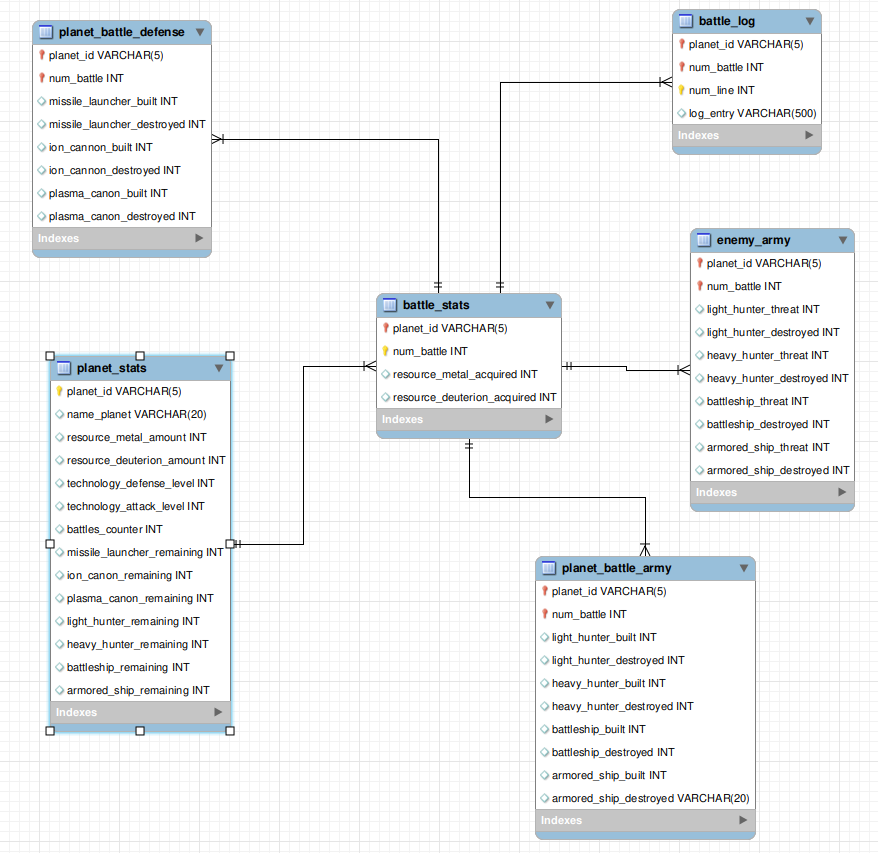 planet_battle_defense
planet_id VARCHAR(5)
num_battle INT
missile_launcher_built INT
missile_launcher_destroyed INT
ion_cannon_built INT
ion_cannon_destroyed INT
plasma_canon_built INT
plasma_canon_destroyed INT
Indexes
battle_log
planet_id VARCHAR(5)
num_battle INT
num_line INT
log_entry VARCHAR(500)
Indexes
enemy_army
planet_id VARCHAR(5)
num_battle INT
light_hunter_threat INT
light_hunter_destroyed INT
heavy_hunter_threat INT
heavy_hunter_destroyed INT
battleship_threat INT
battleship_destroyed INT
armored_ship_threat INT
armored_ship_destroyed INT
Indexes
battle_stats
planet_id VARCHAR(5)
num_battle INT
resource_metal_acquired INT
resource_deuterion_acquired INT
Indexes
planet_stats
planet_id VARCHAR(5)
name_planet VARCHAR(20)
resource_metal_amount INT
resource_deuterion_amount INT
technology_defense_level INT
technology_attack_level INT
battles_counter INT
missile_launcher_remaining INT
ion_canon_remaining INT
plasma_canon_remaining INT
light_hunter_remaining INT
heavy_hunter_remaining INT
battleship_remaining INT
armored_ship_remaining INT
Indexes
planet_battle_army
planet_id VARCHAR(5)
num_battle INT
light_hunter_built INT
light_hunter_destroyed INT
heavy_hunter_built INT
heavy_hunter_destroyed INT
battleship_built INT
battleship_destroyed INT
armored_ship_built INT
armored_ship_destroyed VARCHAR(20)
Indexes